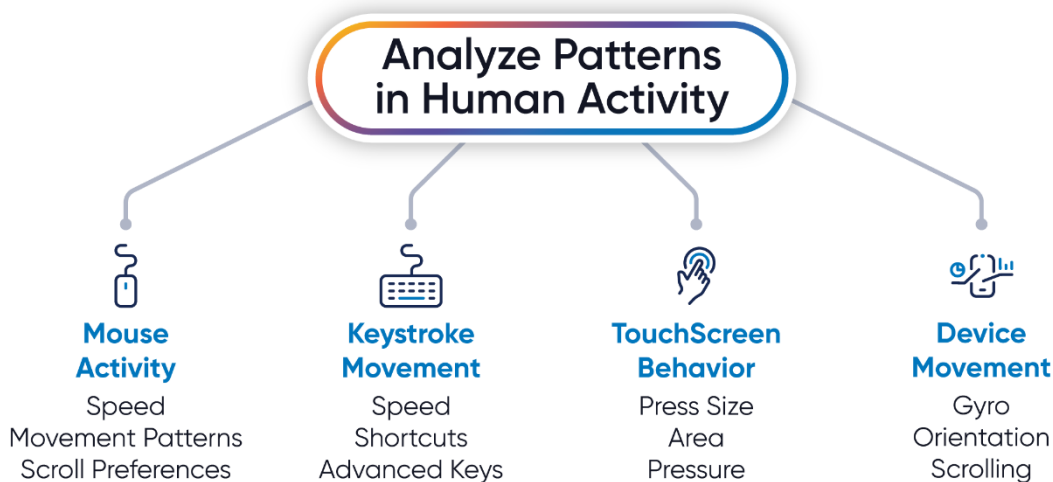 Analyze Patterns
in Human Activity
Mouse
Activity
Speed
Movement Patterns
Scroll Preferences
Keystroke
Movement
Speed
Shortcuts
Advanced Keys
TouchScreen
Behavior
Press Size
Area
Pressure
Device
Movement
Gyro
Orientation
Scrolling